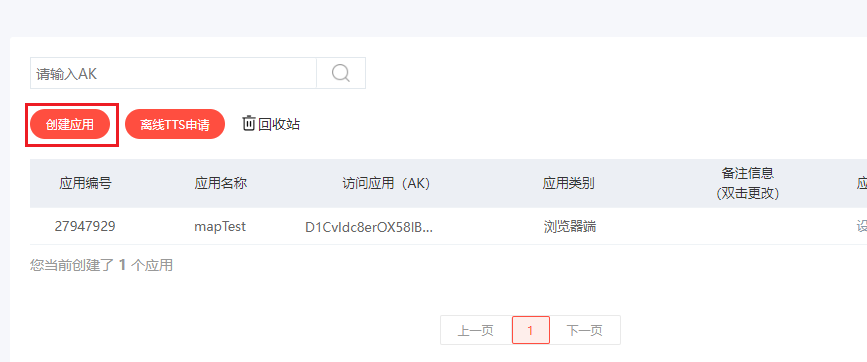 请输入AK
创建应用 离线TTS申请 回收站
应用编号 应用名称 访问应用（AK） 应用类别 备注信息 应
（双击更改）
27947929 mapTest D1Cvldc8erOX58IB... 浏览器端 设
您当前创建了 1 个应用
上一页 1 下一页